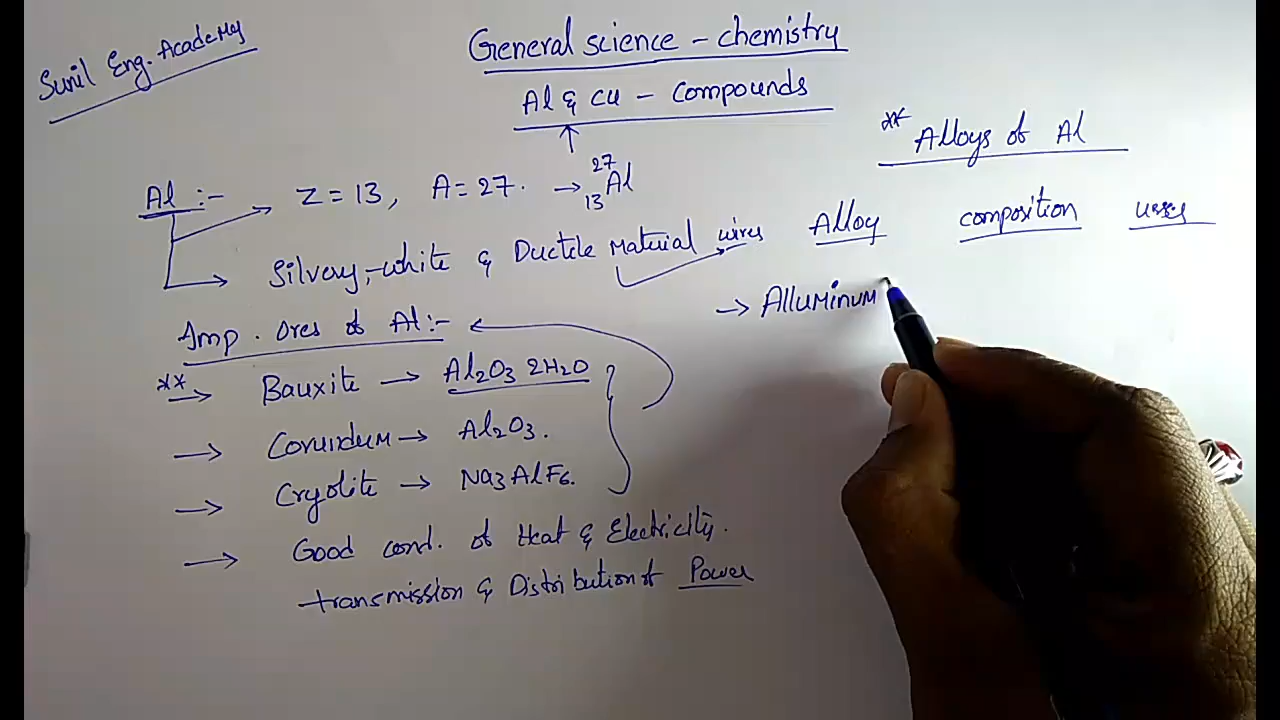 Sunil Eng. Academy
General science - chemistry
Al & Cu - Compounds
Al :- Z = 13, A = 27. → 27 13 Al
Silvery,-white & Ductile Material wires
Imp. Ores of Al :-
** → Bauxite → Al2O3 2H2O
→ Corundum → Al2O3.
→ Cryolite → Na3AlF6.
→ Good cond. of Heat & Electricity.
transmission & Distribution of Power
** Alloys of Al
Alloy composition uses
→ Alluminum